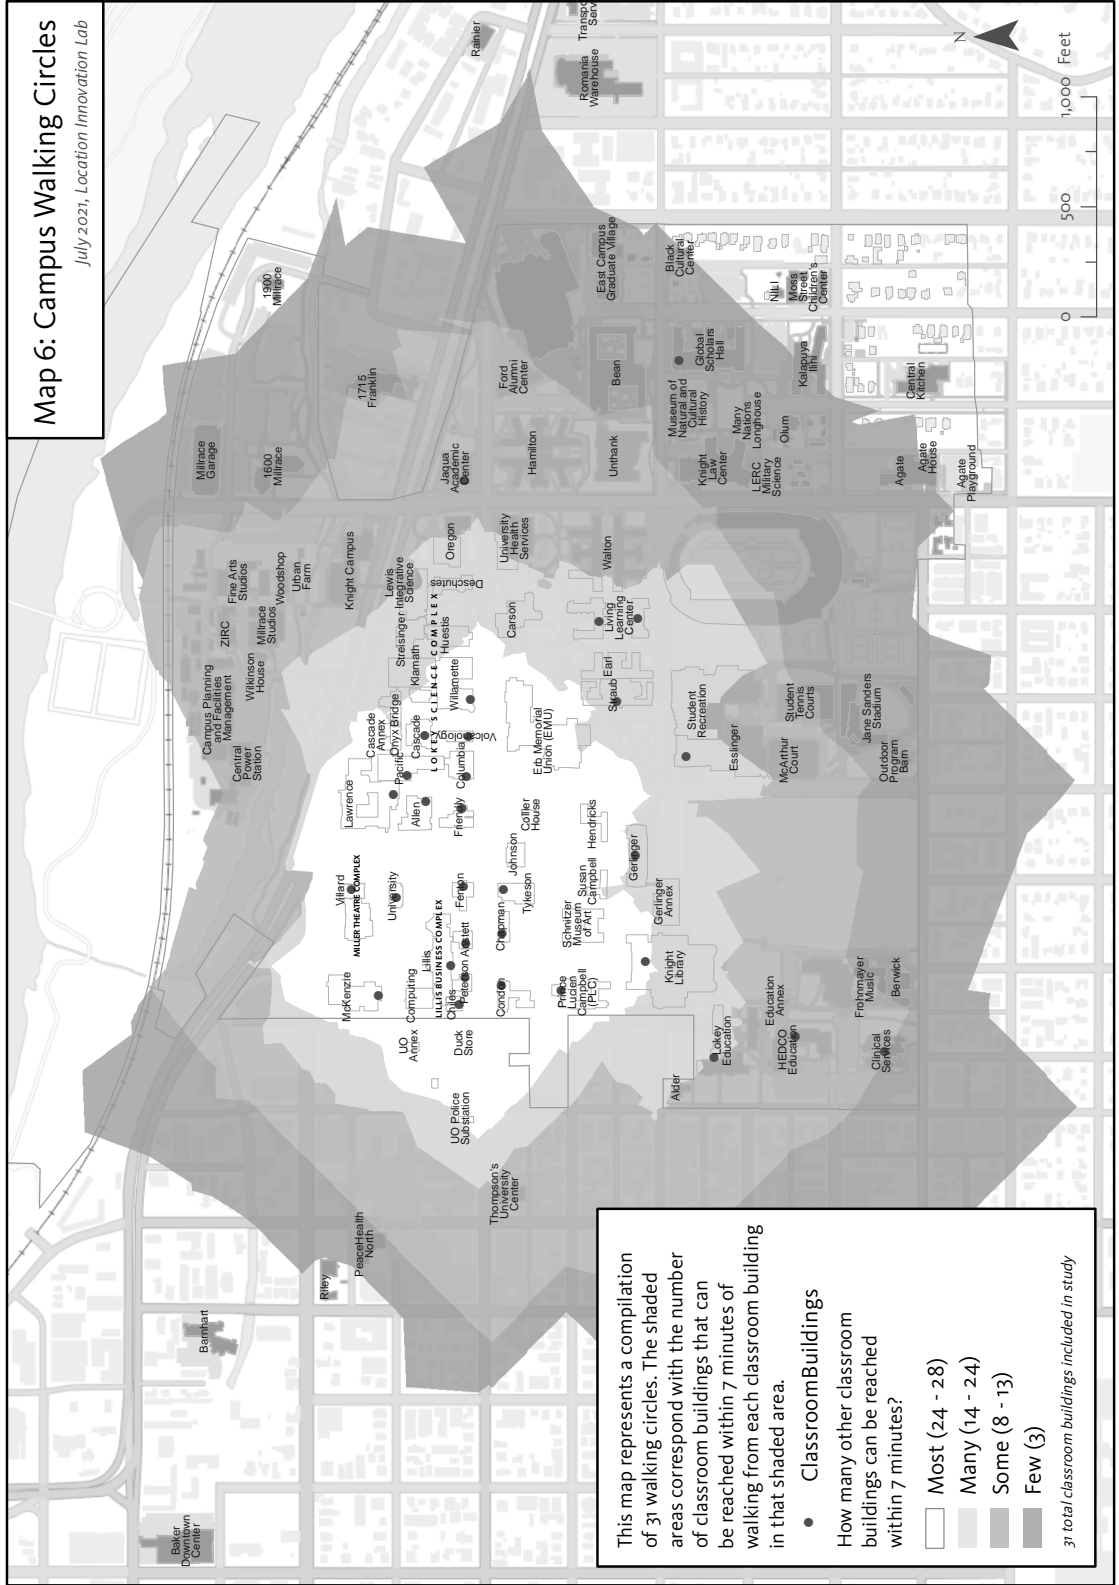 Map 6: Campus Walking Circles
July 2021, Location Innovation Lab
Rainier
Romania
Warehouse
1900
Millrace
1715
Franklin
Millrace
Garage
1600
Millrace
Jaqua
Academic
Center
Ford
Alumni
Center
Hamilton
Bean
Unthank
East Campus
Graduate Village
Black
Cultural
Center
NILI
Moss
Street
Children's
Center
Global
Scholars
Hall
Kalapuya
Ilihi
Central
Kitchen
Museum of
Natural and
Cultural
History
Many
Nations
Longhouse
Knight
Law
Center
LERC
Military
Science
Olum
Agate
Agate
House
Agate
Playground
Fine Arts
Studios
ZIRC
Woodshop
Urban
Farm
Millrace
Studios
Wilkinson
House
Campus Planning
and Facilities
Management
Central
Power
Station
Knight Campus
Lewis
Integrative
Science
Streisinger
Klamath
Huestis
Deschutes
Oregon
University
Health
Services
Walton
Carson
Living
Learning
Center
Earl
Straub
LOKEY SCIENCE COMPLEX
Willamette
Cascade
Annex
Onyx Bridge
Cascade
Volcanology
Columbia
Pacific
Lawrence
Allen
Friendly
Erb Memorial
Union (EMU)
Collier
House
Student
Recreation
Esslinger
Student
Tennis
Courts
McArthur
Court
Jane Sanders
Stadium
Outdoor
Program
Barn
Villard
MILLER THEATRE COMPLEX
University
Fenton
Johnson
Tykeson
Hendricks
Susan
Campbell
Gerlinger
Gerlinger
Annex
Schnitzer
Museum
of Art
Chapman
Anstett
Peterson
Lillis
LILLIS BUSINESS COMPLEX
Chiles
McKenzie
Computing
Condon
Prince
Lucien
Campbell
(PLC)
Knight
Library
UO
Annex
Duck
Store
UO Police
Substation
Thompson's
University
Center
Alder
Lokey
Education
HEDCO
Education
Education
Annex
Frohnmayer
Music
Berwick
Clinical
Services
PeaceHealth
North
Riley
Barnhart
Baker
Downtown
Center
N
0 500 1,000 Feet
This map represents a compilation
of 31 walking circles. The shaded
areas correspond with the number
of classroom buildings that can
be reached within 7 minutes of
walking from each classroom building
in that shaded area.
ClassroomBuildings
How many other classroom
buildings can be reached
within 7 minutes?
Most (24 - 28)
Many (14 - 24)
Some (8 - 13)
Few (3)
31 total classroom buildings included in study